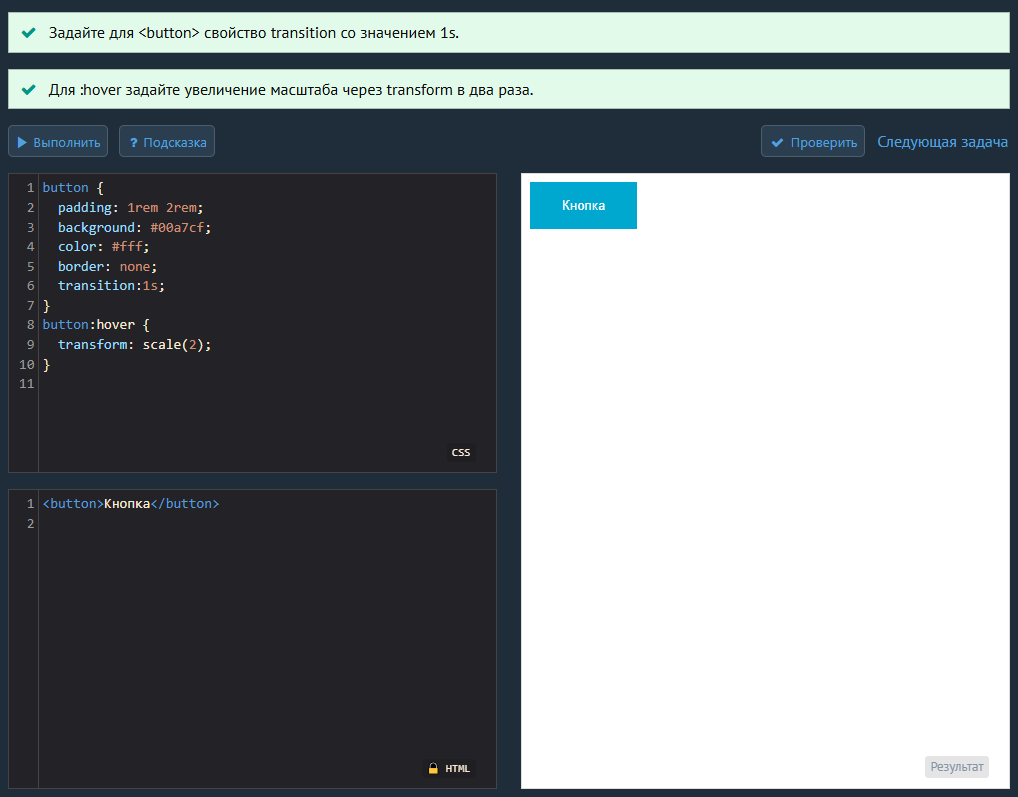 Задайте для <button> свойство transition со значением 1s.
Для :hover задайте увеличение масштаба через transform в два раза.
Выполнить
? Подсказка
Проверить
Следующая задача
1 button {
2   padding: 1rem 2rem;
3   background: #00a7cf;
4   color: #fff;
5   border: none;
6   transition:1s;
7 }
8 button:hover {
9   transform: scale(2);
10 }
11
CSS
1 <button>Кнопка</button>
2
HTML
Кнопка
Результат